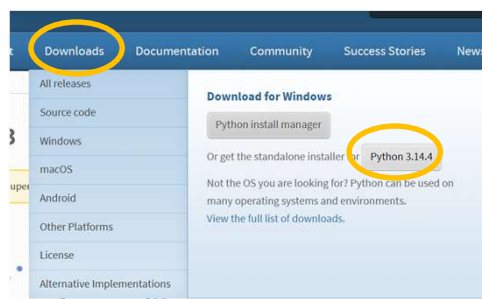 Downloads
Documentation
Community
Success Stories
News
All releases
Source code
Windows
macOS
Android
Other Platforms
License
Alternative Implementations
Download for Windows
Python install manager
Or get the standalone installer for Python 3.14.4
Not the OS you are looking for? Python can be used on
many operating systems and environments.
View the full list of downloads.